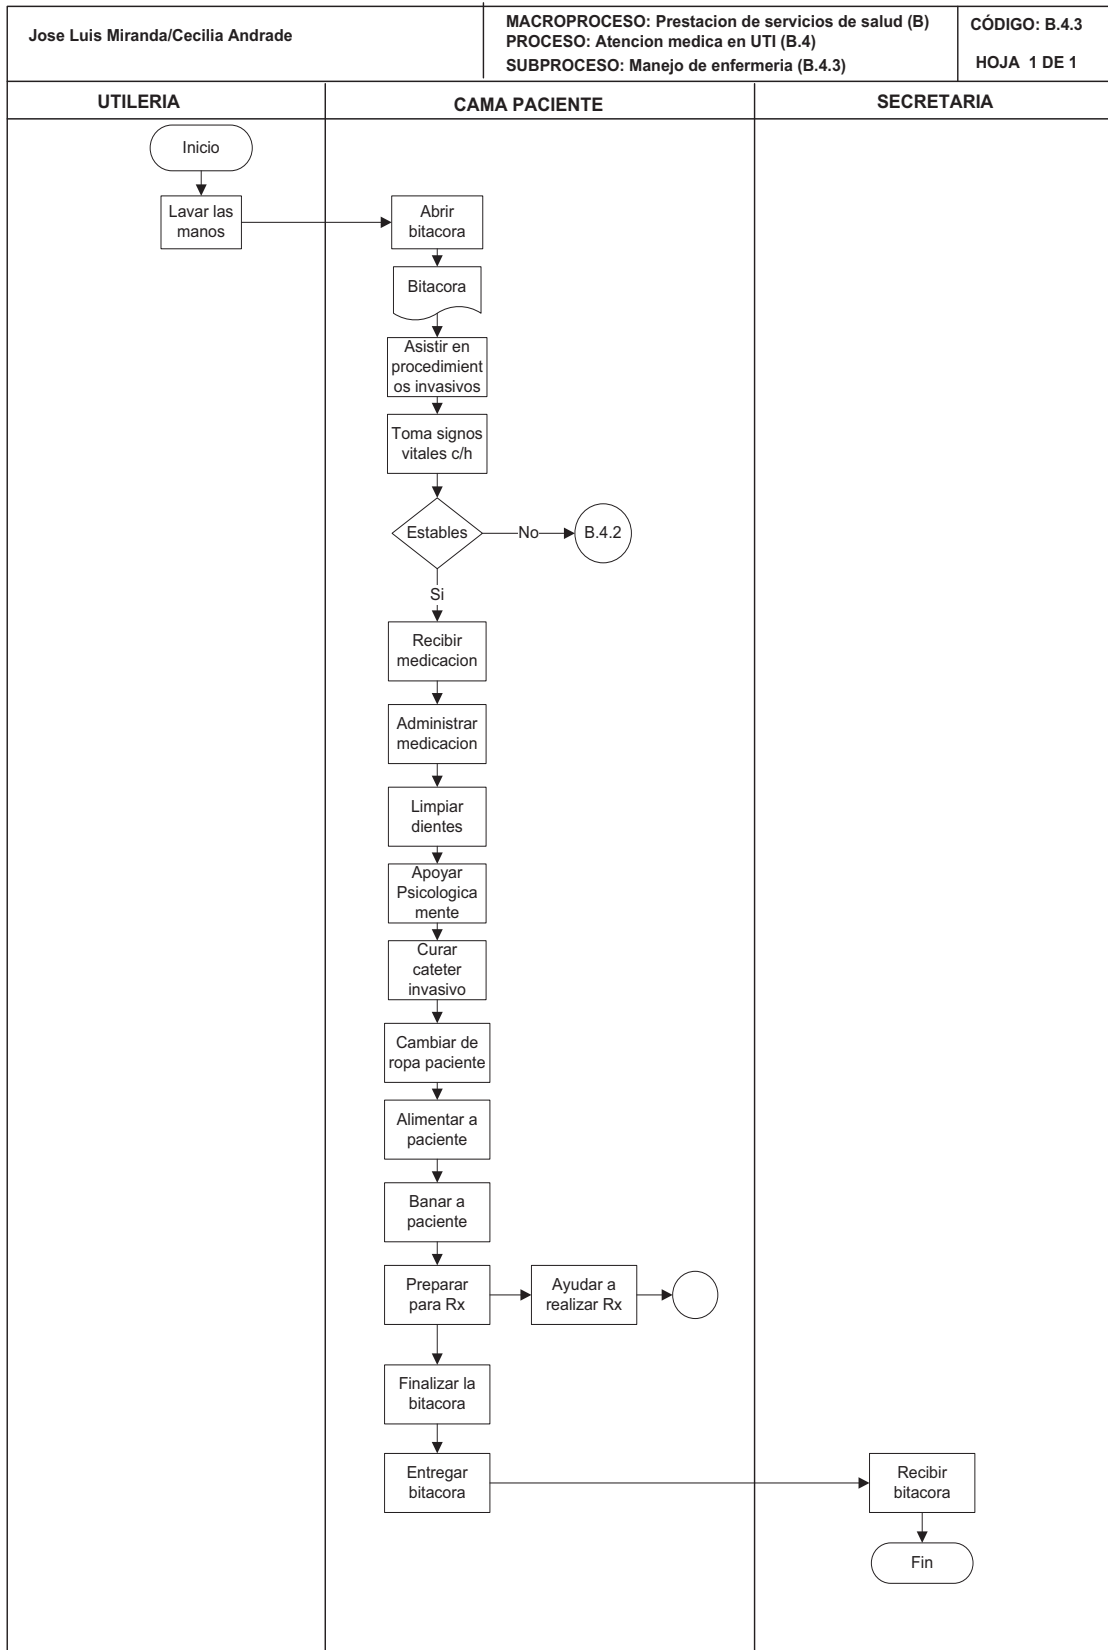 Jose Luis Miranda/Cecilia Andrade
MACROPROCESO: Prestacion de servicios de salud (B)
PROCESO: Atencion medica en UTI (B.4)
SUBPROCESO: Manejo de enfermeria (B.4.3)
CÓDIGO: B.4.3
HOJA 1 DE 1
UTILERIA
CAMA PACIENTE
SECRETARIA
Inicio
Lavar las
manos
Abrir
bitacora
Bitacora
Asistir en
procedimient
os invasivos
Toma signos
vitales c/h
Estables
No
B.4.2
Si
Recibir
medicacion
Administrar
medicacion
Limpiar
dientes
Apoyar
Psicologica
mente
Curar
cateter
invasivo
Cambiar de
ropa paciente
Alimentar a
paciente
Banar a
paciente
Preparar
para Rx
Ayudar a
realizar Rx
Finalizar la
bitacora
Entregar
bitacora
Recibir
bitacora
Fin